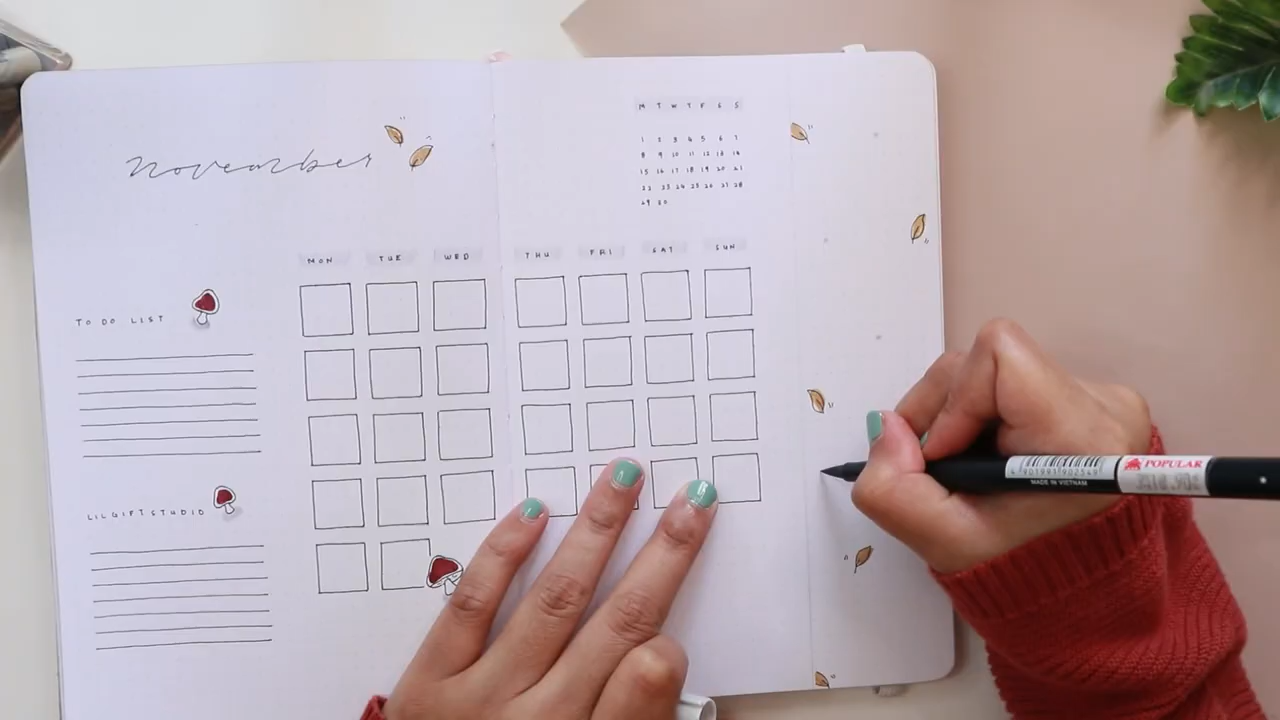 november
M T W T F S S
1 2 3 4 5 6 7
8 9 10 11 12 13 14
15 16 17 18 19 20 21
22 23 24 25 26 27 28
29 30
MON TUE WED THU FRI SAT SUN
TO DO LIST
LILGIFTSTUDIO
POPULAR
MADE IN VIETNAM